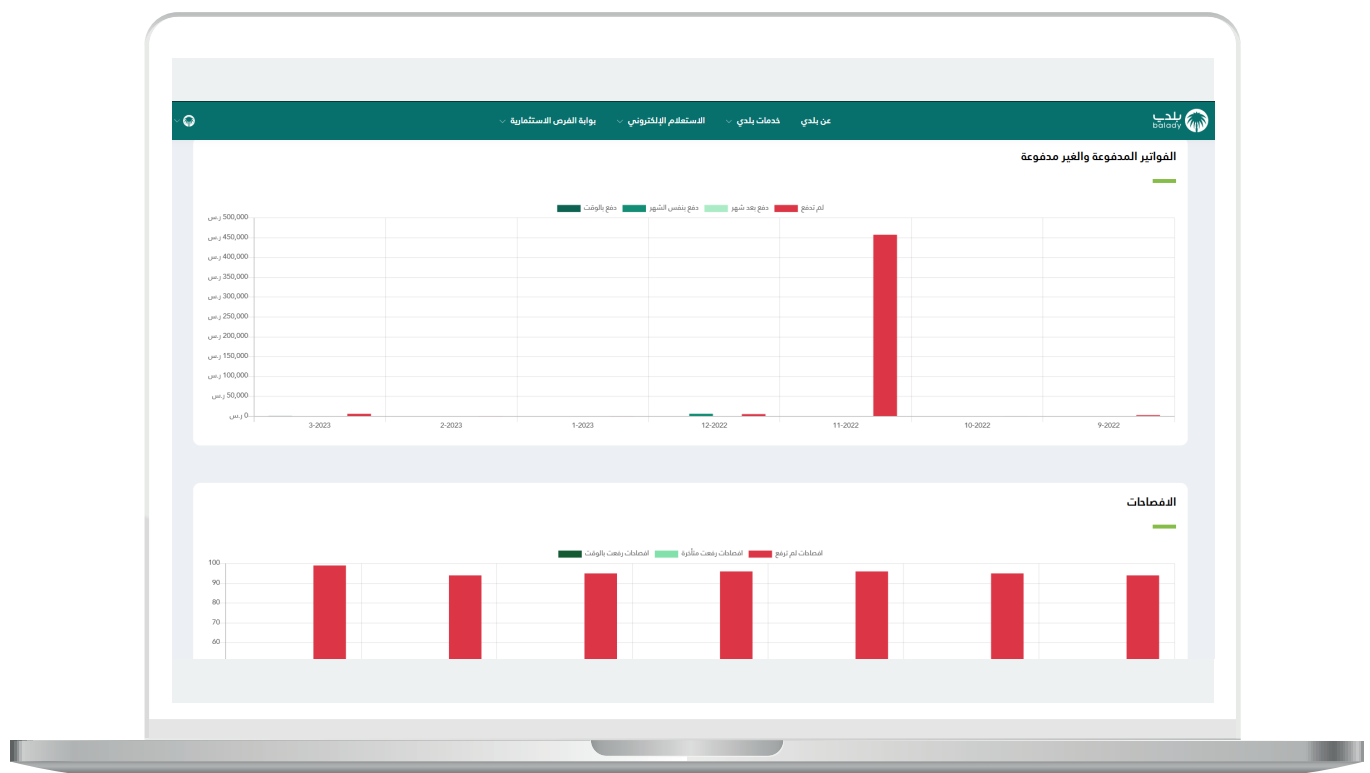 بلدي
balady
عن بلدي
خدمات بلدي
الاستعلام الإلكتروني
بوابة الفرص الاستثمارية
الفواتير المدفوعة والغير مدفوعة
لم تدفع
دفع بعد شهر
دفع بنفس الشهر
دفع بالوقت
500,000 ر.س
450,000 ر.س
400,000 ر.س
350,000 ر.س
300,000 ر.س
250,000 ر.س
200,000 ر.س
150,000 ر.س
100,000 ر.س
50,000 ر.س
0 ر.س
3-2023
2-2023
1-2023
12-2022
11-2022
10-2022
9-2022
الافصاحات
افصاحات لم ترفع
افصاحات رفعت متأخرة
افصاحات رفعت بالوقت
100
90
80
70
60